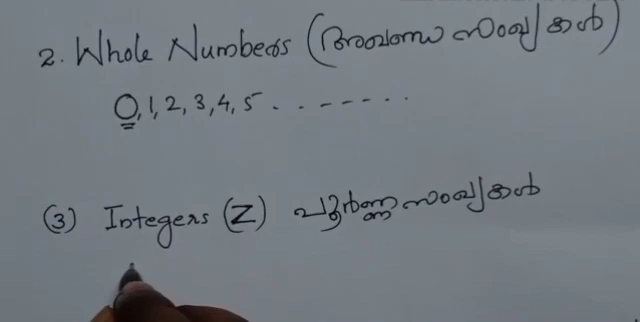 2. Whole Numbers (അഖണ്ഡ സംഖ്യകൾ)
0, 1, 2, 3, 4, 5 . . - - - - - . .
(3) Integers (Z) പൂർണ്ണസംഖ്യകൾ